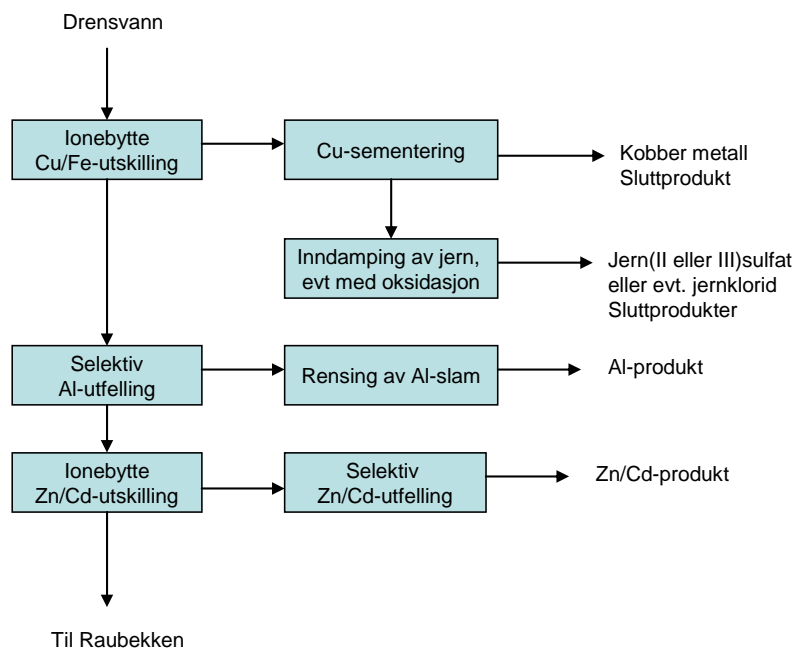 Drensvann
Ionebytte
Cu/Fe-utskilling
Cu-sementering
Kobber metall
Sluttprodukt
Inndamping av jern,
evt med oksidasjon
Jern(II eller III)sulfat
eller evt. jernklorid
Sluttprodukter
Selektiv
Al-utfelling
Rensing av Al-slam
Al-produkt
Ionebytte
Zn/Cd-utskilling
Selektiv
Zn/Cd-utfelling
Zn/Cd-produkt
Til Raubekken